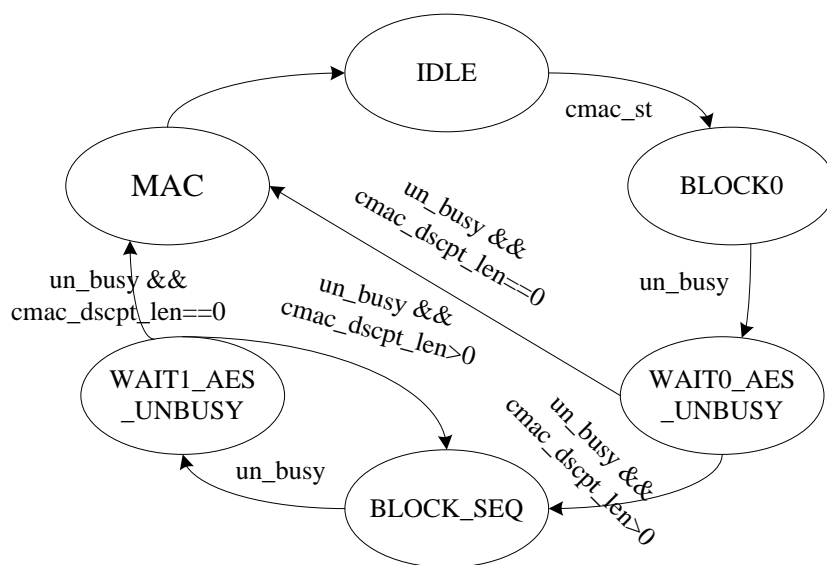 IDLE
cmac_st
MAC
BLOCK0
un_busy &&
cmac_dscpt_len==0
un_busy
un_busy &&
cmac_dscpt_len==0
un_busy &&
cmac_dscpt_len>0
WAIT1_AES
_UNBUSY
WAIT0_AES
_UNBUSY
un_busy &&
cmac_dscpt_len>0
un_busy
BLOCK_SEQ